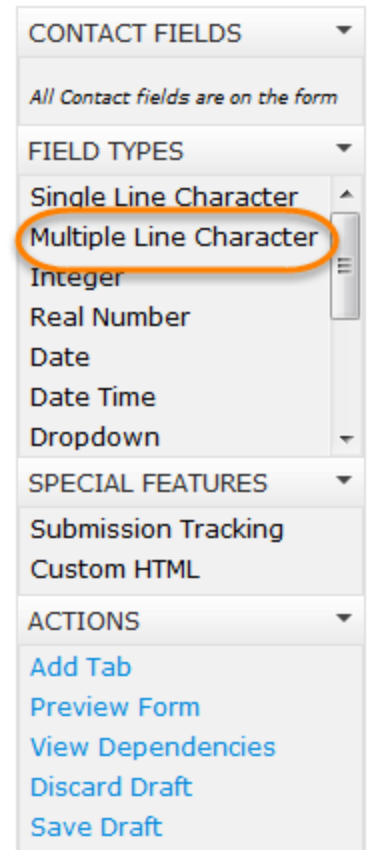 CONTACT FIELDS
All Contact fields are on the form
FIELD TYPES
Single Line Character
Multiple Line Character
Integer
Real Number
Date
Date Time
Dropdown
SPECIAL FEATURES
Submission Tracking
Custom HTML
ACTIONS
Add Tab
Preview Form
View Dependencies
Discard Draft
Save Draft